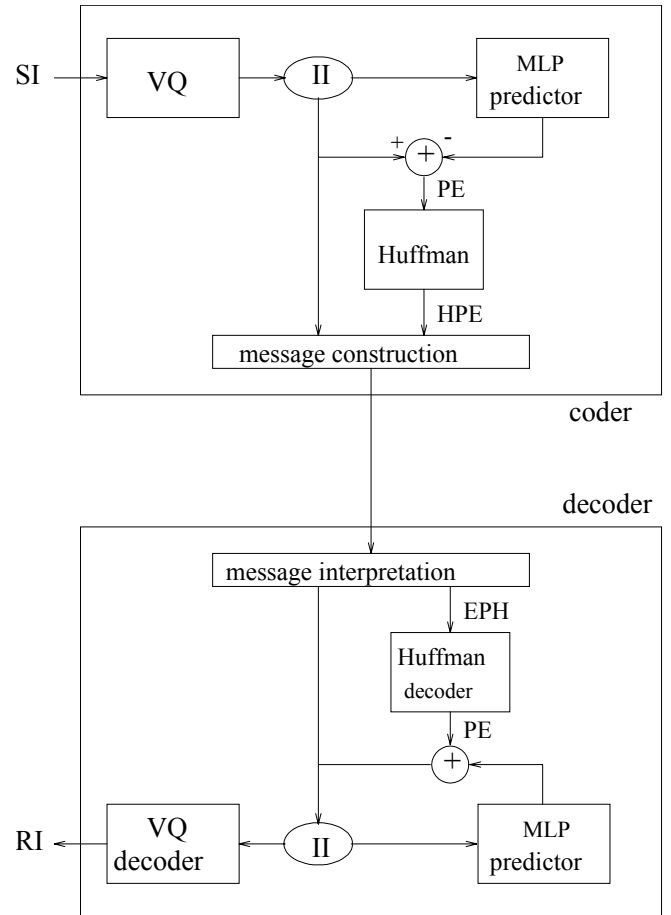 SI
VQ
II
MLP
predictor
+
-
+
PE
Huffman
HPE
message construction
coder
decoder
message interpretation
EPH
Huffman
decoder
PE
+
RI
VQ
decoder
II
MLP
predictor